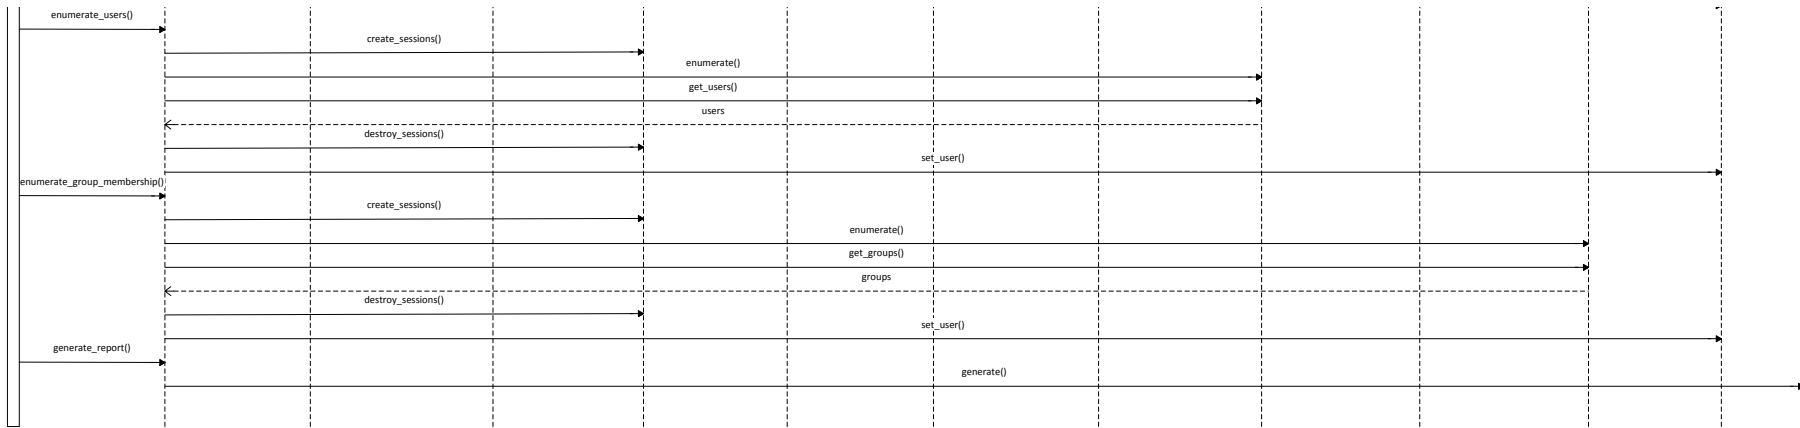 enumerate_users()
create_sessions()
enumerate()
get_users()
users
destroy_sessions()
set_user()
enumerate_group_membership()
create_sessions()
enumerate()
get_groups()
groups
destroy_sessions()
set_user()
generate_report()
generate()